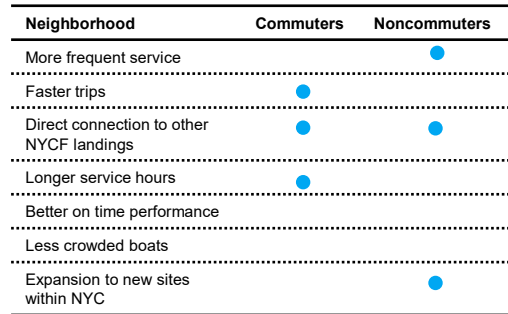 Neighborhood Commuters Noncommuters
More frequent service
Faster trips
Direct connection to other
NYCF landings
Longer service hours
Better on time performance
Less crowded boats
Expansion to new sites
within NYC